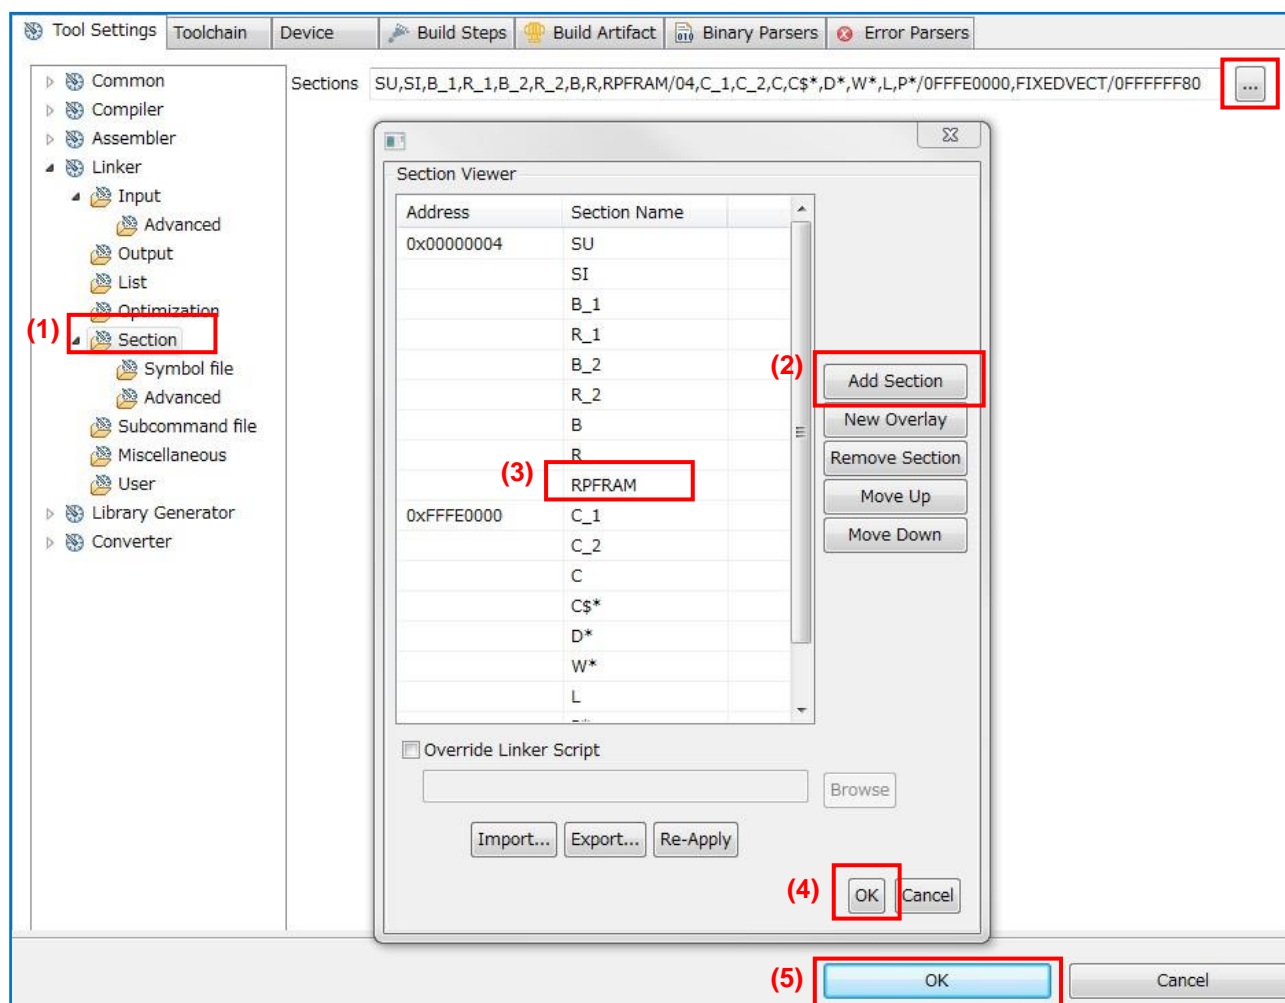 Tool Settings Toolchain Device Build Steps Build Artifact Binary Parsers Error Parsers
Common
Compiler
Assembler
Linker
Input
Advanced
Output
List
Optimization
(1) Section
Symbol file
Advanced
Subcommand file
Miscellaneous
User
Library Generator
Converter
Sections SU,SI,B_1,R_1,B_2,R_2,B,R,RPFRAM/04,C_1,C_2,C,C$*,D*,W*,L,P*/0FFFE0000,FIXEDVECT/0FFFFFF80 ...
Section Viewer
Address Section Name
0x00000004 SU
SI
B_1
R_1
B_2
R_2
B
R
(3) RPFRAM
0xFFFE0000 C_1
C_2
C
C$*
D*
W*
L
(2) Add Section
New Overlay
Remove Section
Move Up
Move Down
Override Linker Script
Browse
Import... Export... Re-Apply
(4) OK Cancel
(5) OK Cancel